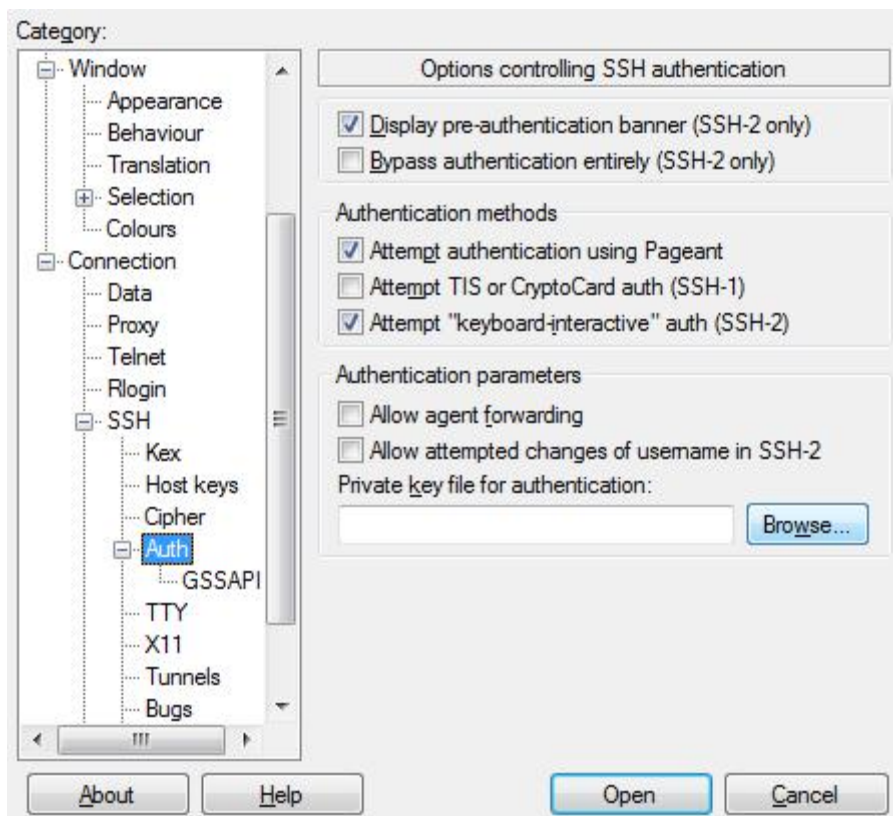 Category:
Window
Appearance
Behaviour
Translation
Selection
Colours
Connection
Data
Proxy
Telnet
Rlogin
SSH
Kex
Host keys
Cipher
Auth
GSSAPI
TTY
X11
Tunnels
Bugs
Options controlling SSH authentication
Display pre-authentication banner (SSH-2 only)
Bypass authentication entirely (SSH-2 only)
Authentication methods
Attempt authentication using Pageant
Attempt TIS or CryptoCard auth (SSH-1)
Attempt "keyboard-interactive" auth (SSH-2)
Authentication parameters
Allow agent forwarding
Allow attempted changes of username in SSH-2
Private key file for authentication:
Browse...
About
Help
Open
Cancel